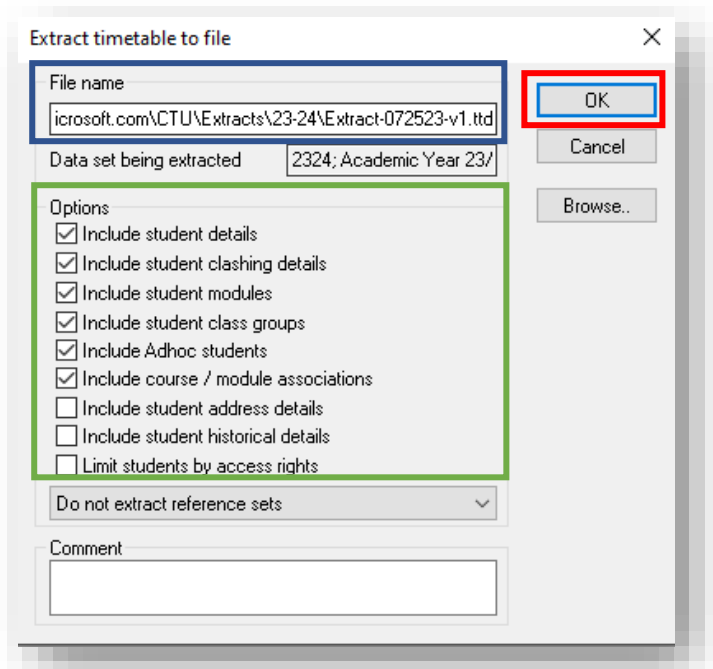 Extract timetable to file
File name
icrosoft.com\CTU\Extracts\23-24\Extract-072523-v1.ttd
OK
Data set being extracted 2324; Academic Year 23/
Cancel
Options
Browse..
Include student details
Include student clashing details
Include student modules
Include student class groups
Include Adhoc students
Include course / module associations
Include student address details
Include student historical details
Limit students by access rights
Do not extract reference sets
Comment